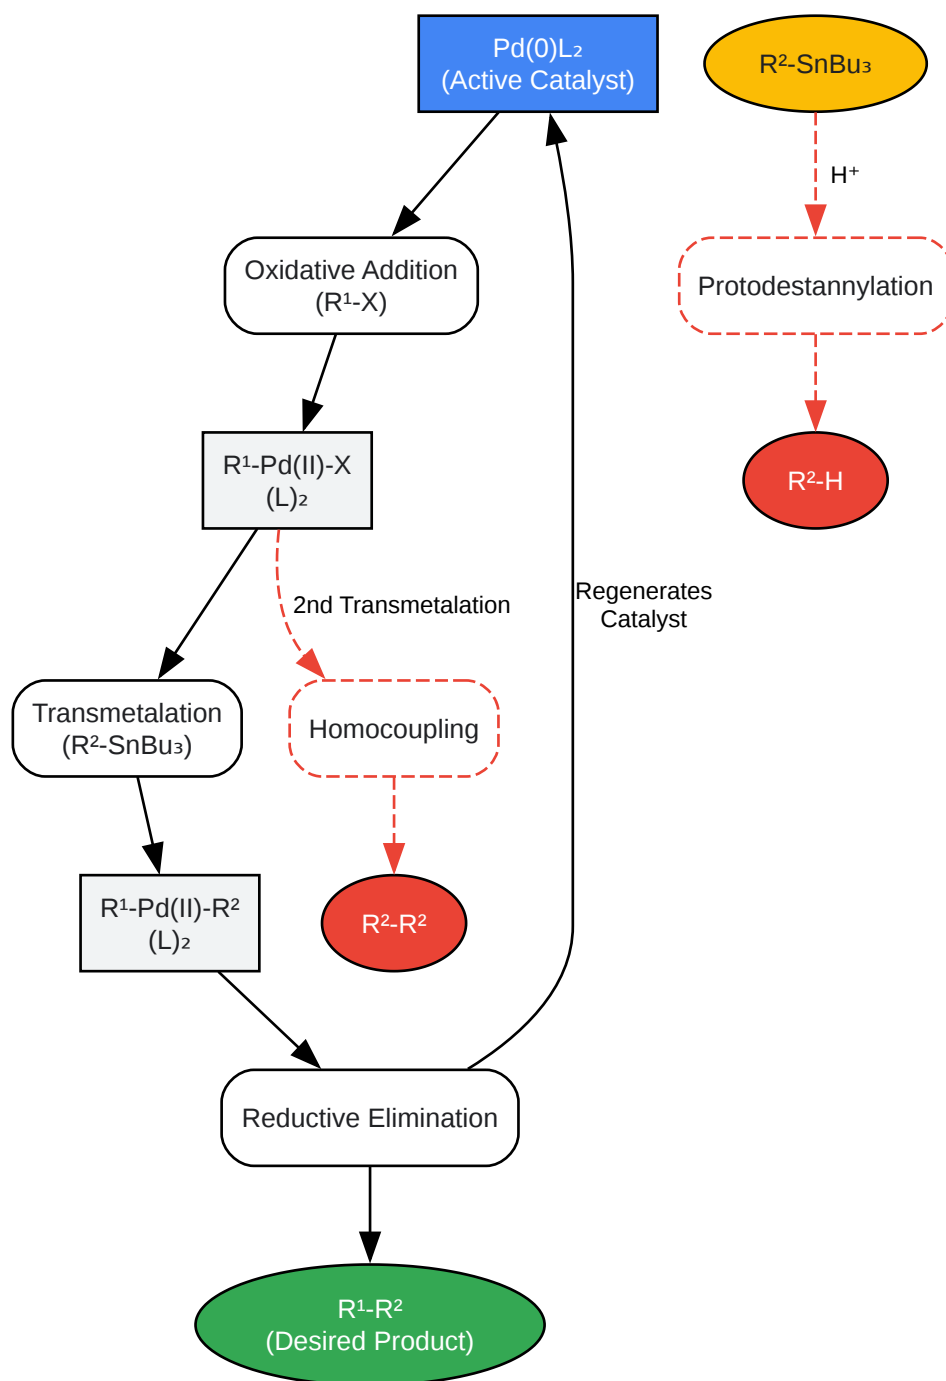 Pd(0)L₂
(Active Catalyst)
R²-SnBu₃
H⁺
Oxidative Addition
(R¹-X)
Protodestannylation
R¹-Pd(II)-X
(L)₂
R²-H
2nd Transmetalation
Regenerates
Catalyst
Transmetalation
(R²-SnBu₃)
Homocoupling
R¹-Pd(II)-R²
(L)₂
R²-R²
Reductive Elimination
R¹-R²
(Desired Product)